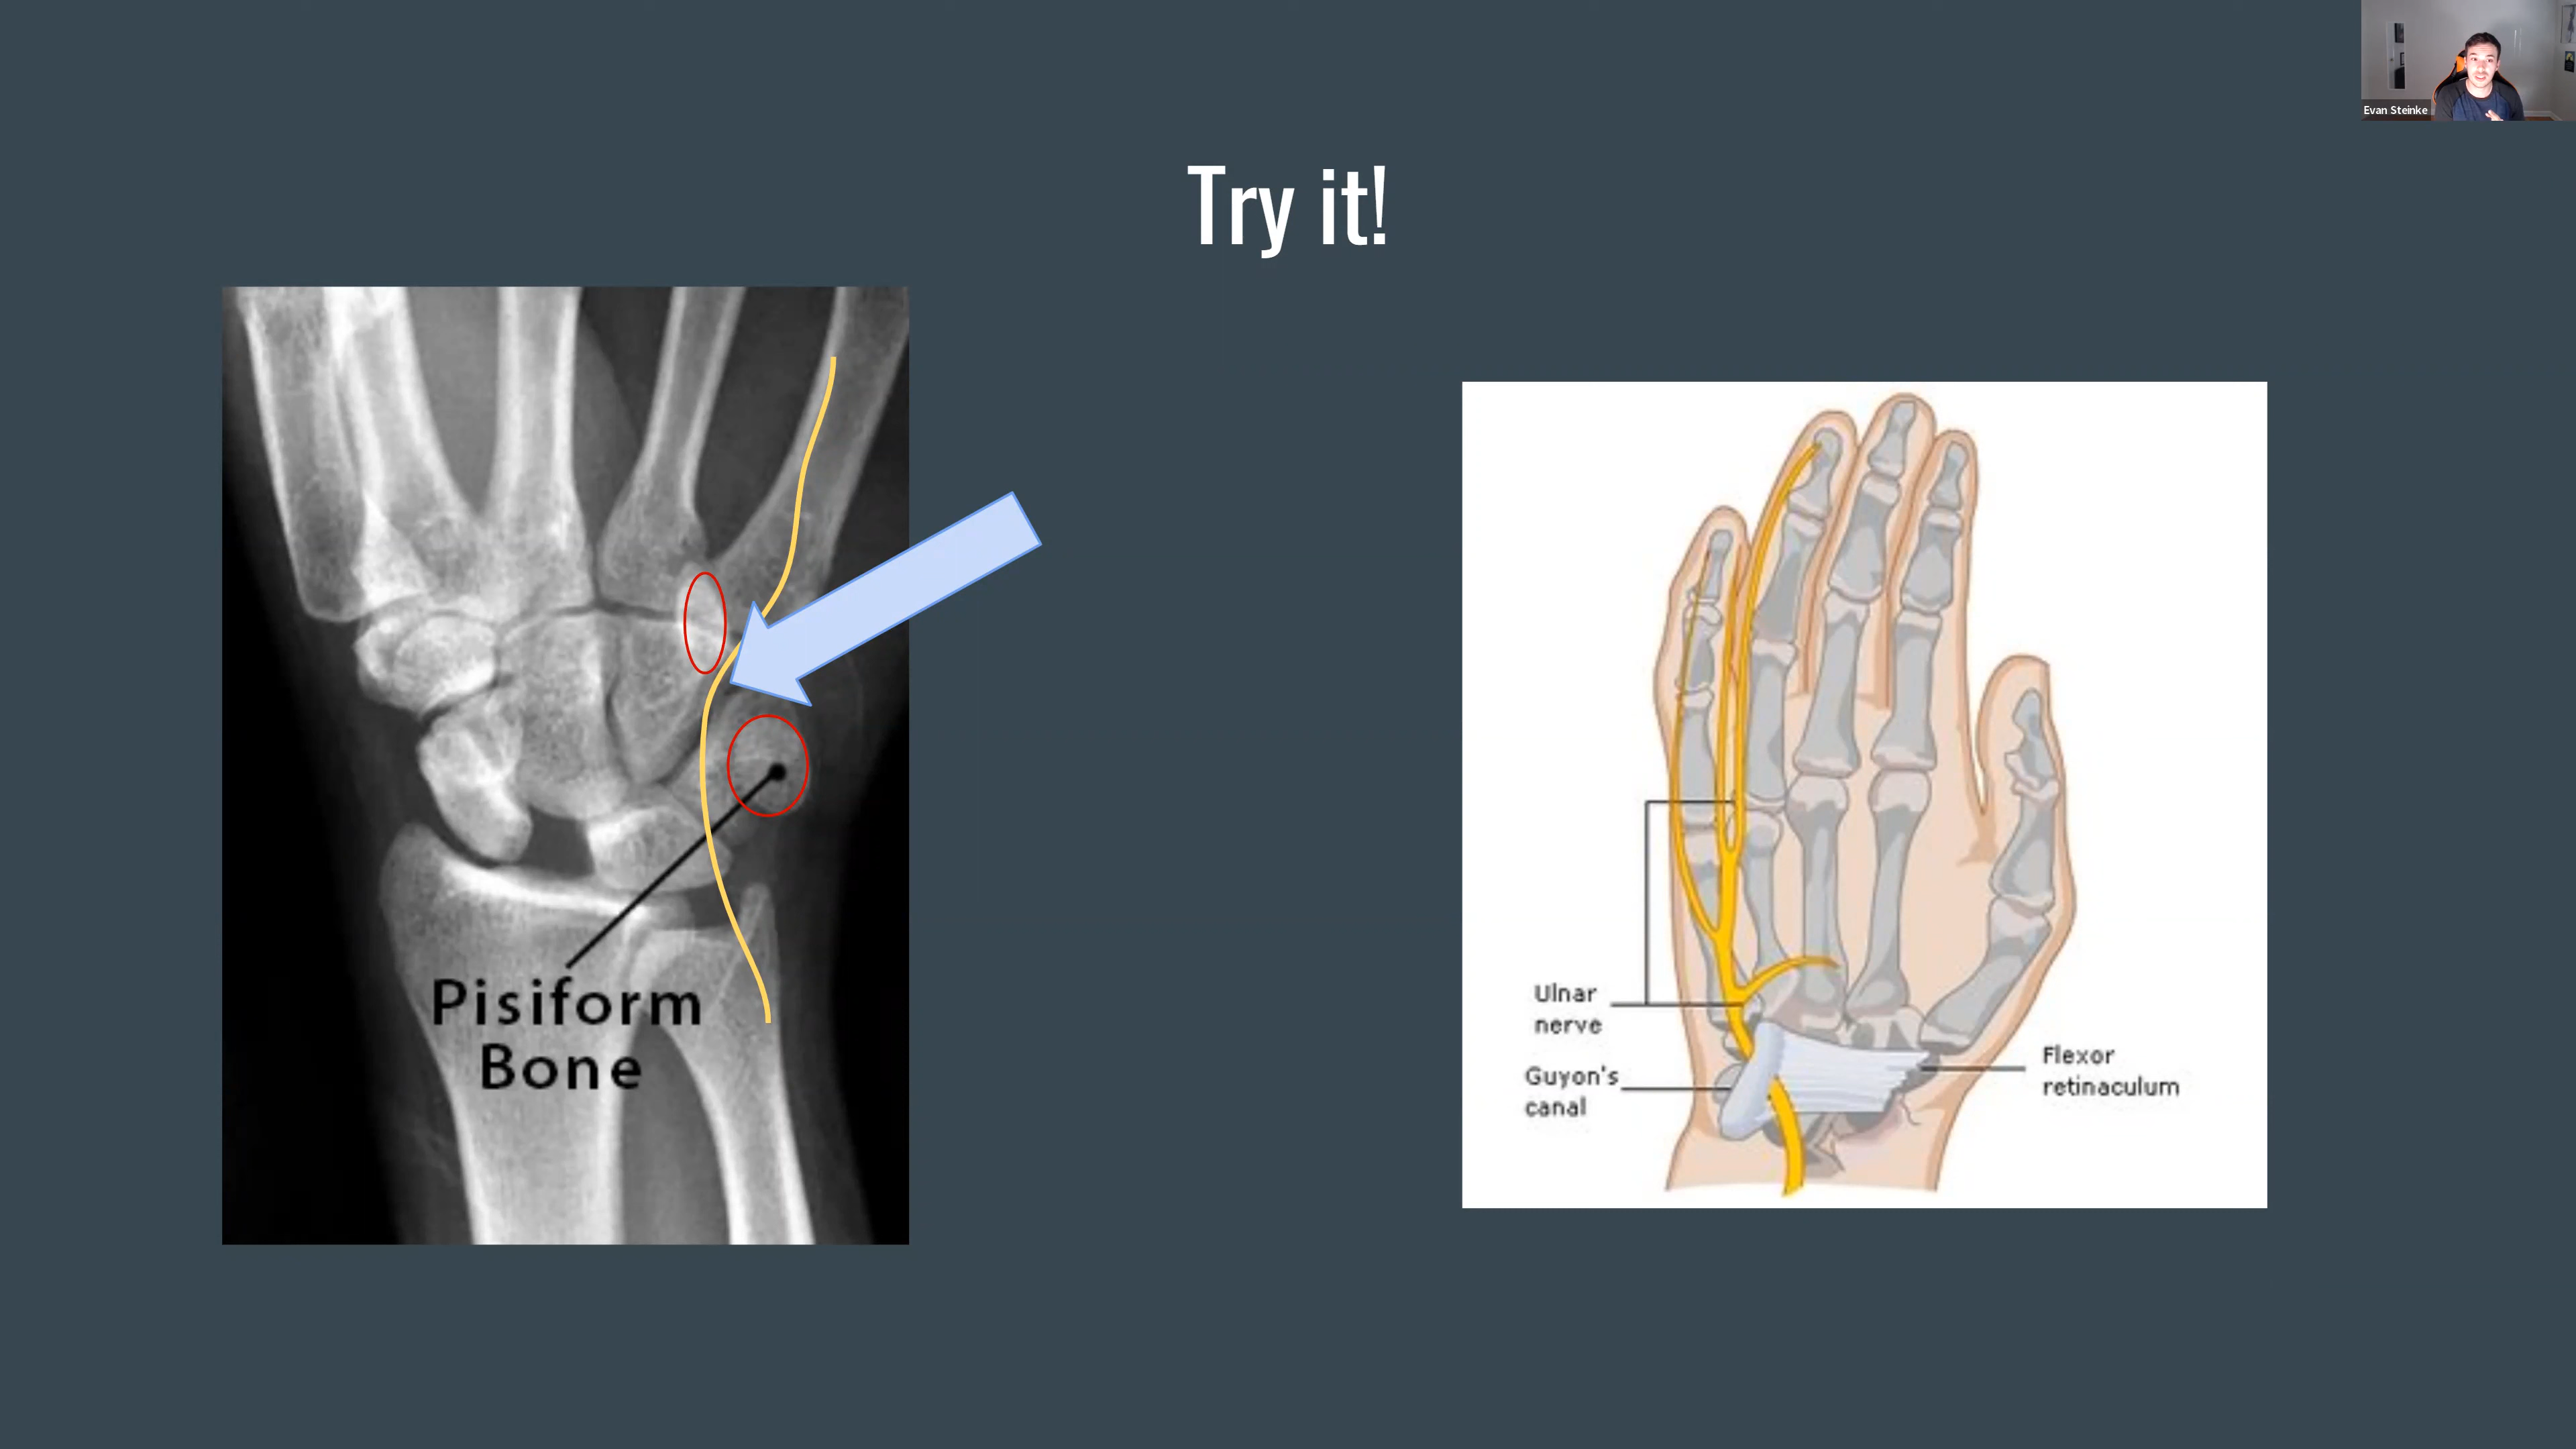 Evan Steinke
Try it!
Pisiform
Bone
Ulnar
nerve
Guyon's
canal
Flexor
retinaculum